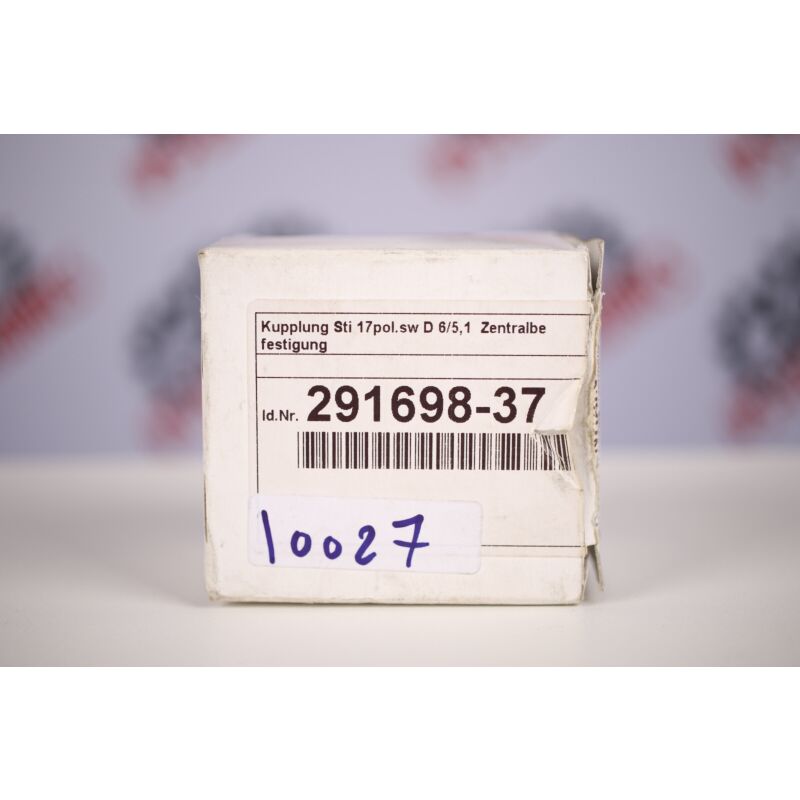 Kupplung Sti 17pol.sw D 6/5,1 Zentralbe
festigung
Id.Nr. 291698-37
10027